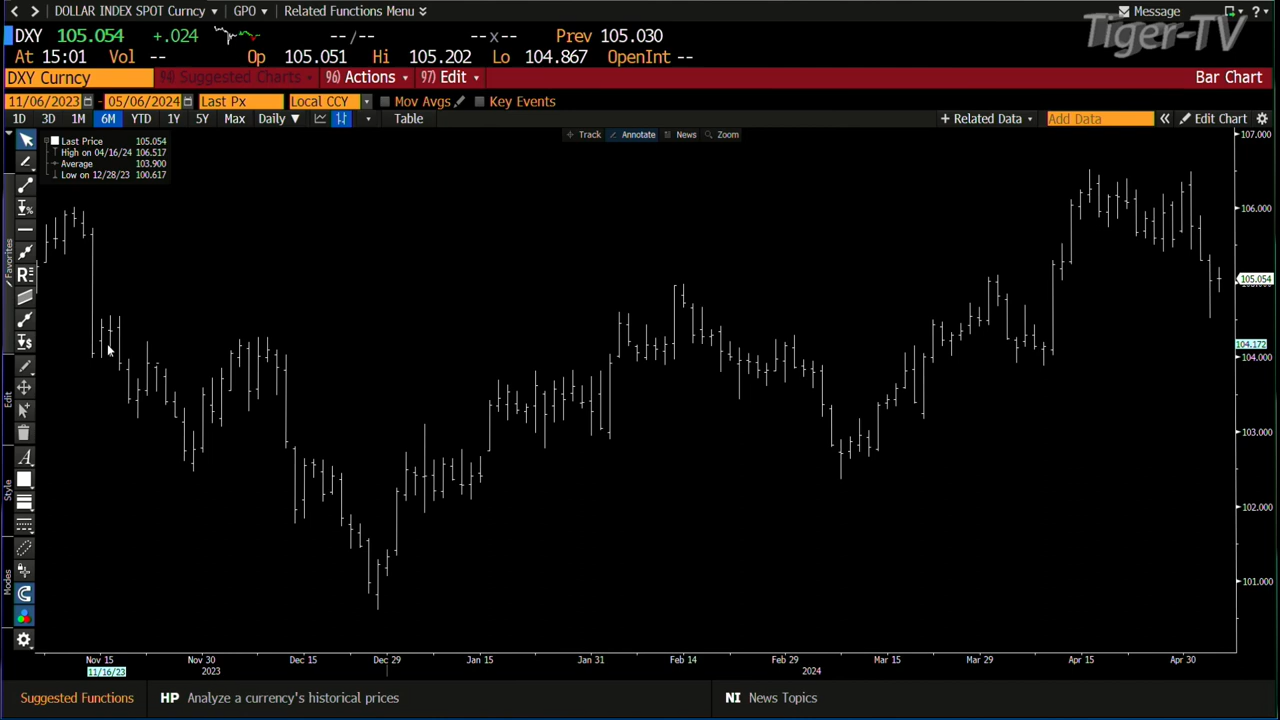 DOLLAR INDEX SPOT Curncy GPO Related Functions Menu Message ?
DXY 105.054 +.024 --/-- --x-- Prev 105.030
At 15:01 Vol -- Op 105.051 Hi 105.202 Lo 104.867 OpenInt --
Tiger-TV
DXY Curncy 94) Suggested Charts 96) Actions 97) Edit Bar Chart
11/06/2023 - 05/06/2024 Last Px Local CCY Mov Avgs Key Events
1D 3D 1M 6M YTD 1Y 5Y Max Daily ▼ Table + Related Data Add Data « Edit Chart
Track Annotate News Zoom
Last Price 105.054
High on 04/16/24 106.517
Average 103.900
Low on 12/28/23 100.617
Favorites
Edit
Style
Modes
%
R
$
A
107.000
106.000
105.054
104.172
104.000
103.000
102.000
101.000
Nov 15 Nov 30 Dec 15 Dec 29 Jan 15 Jan 31 Feb 14 Feb 29 Mar 15 Mar 29 Apr 15 Apr 30
11/16/23 2023 2024
Suggested Functions HP Analyze a currency's historical prices NI News Topics